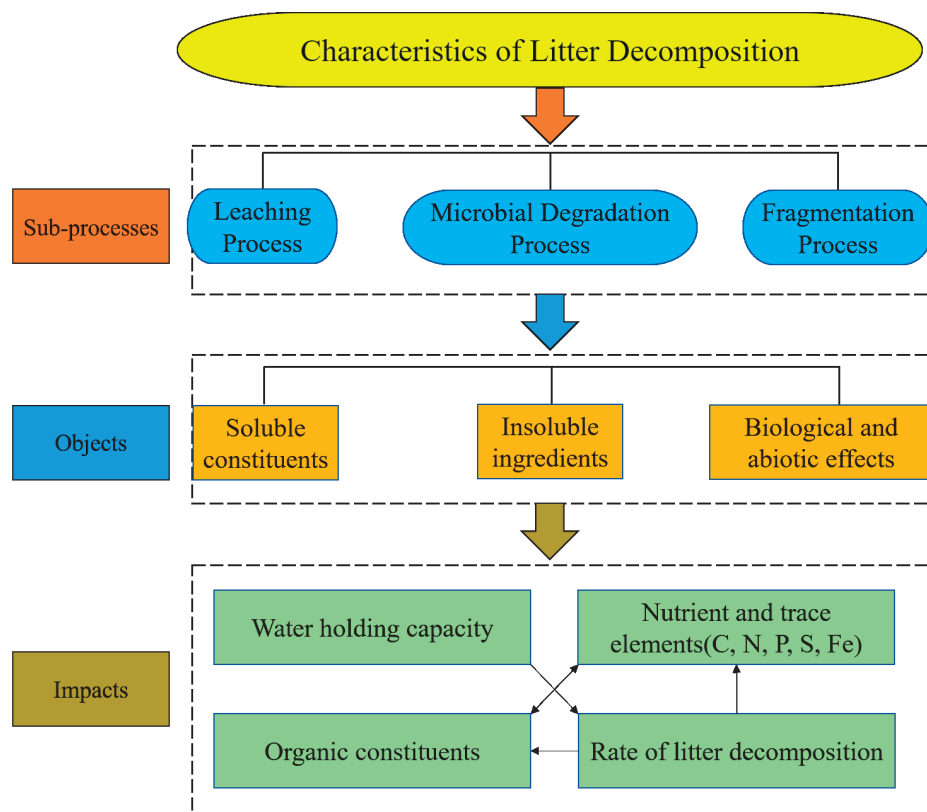 Characteristics of Litter Decomposition
Sub-processes
Leaching
Process
Microbial Degradation
Process
Fragmentation
Process
Objects
Soluble
constituents
Insoluble
ingredients
Biological and
abiotic effects
Impacts
Water holding capacity
Nutrient and trace
elements(C, N, P, S, Fe)
Organic constituents
Rate of litter decomposition